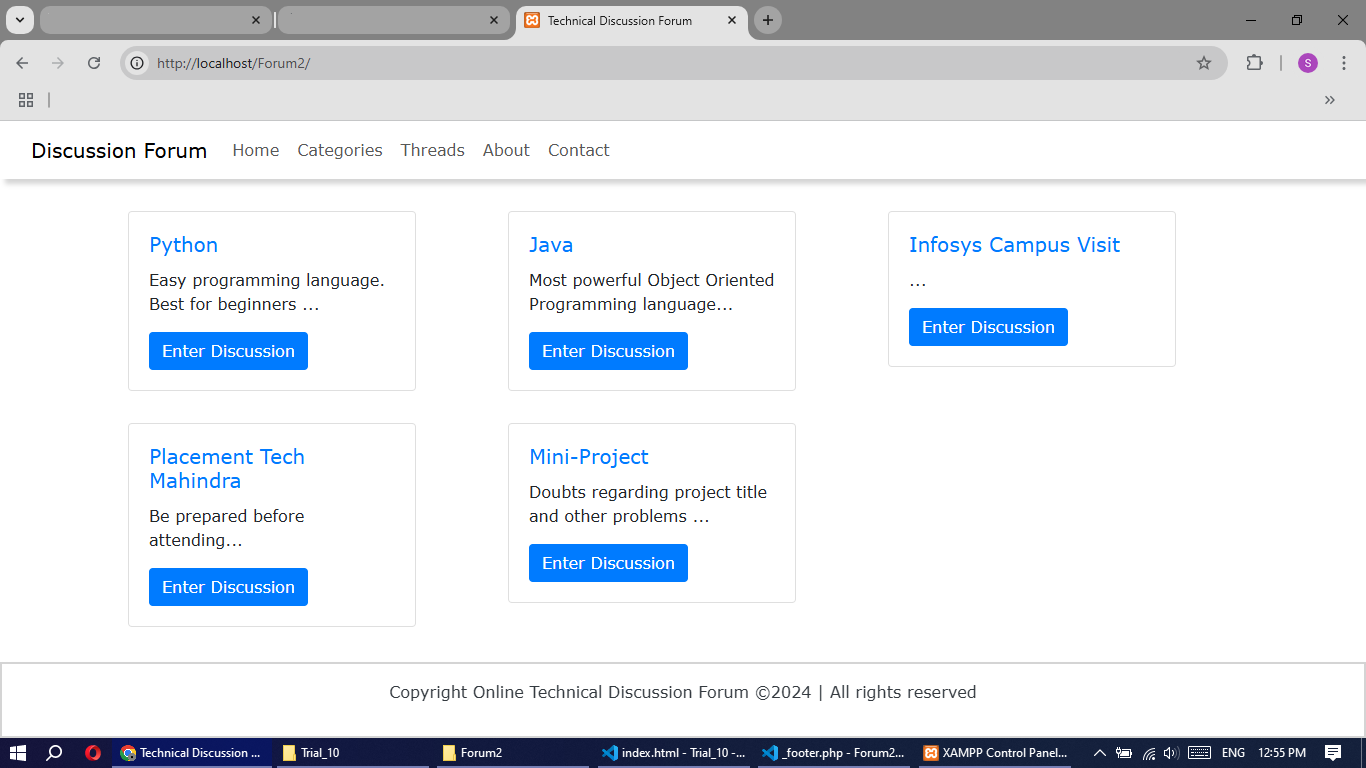 Technical Discussion Forum
http://localhost/Forum2/
S
Discussion Forum Home Categories Threads About Contact
Python
Easy programming language.
Best for beginners ...
Enter Discussion
Java
Most powerful Object Oriented
Programming language...
Enter Discussion
Infosys Campus Visit
...
Enter Discussion
Placement Tech
Mahindra
Be prepared before
attending...
Enter Discussion
Mini-Project
Doubts regarding project title
and other problems ...
Enter Discussion
Copyright Online Technical Discussion Forum ©2024 | All rights reserved
Technical Discussion ... Trial_10 Forum2 index.html - Trial_10 -... _footer.php - Forum2... XAMPP Control Panel... ENG 12:55 PM